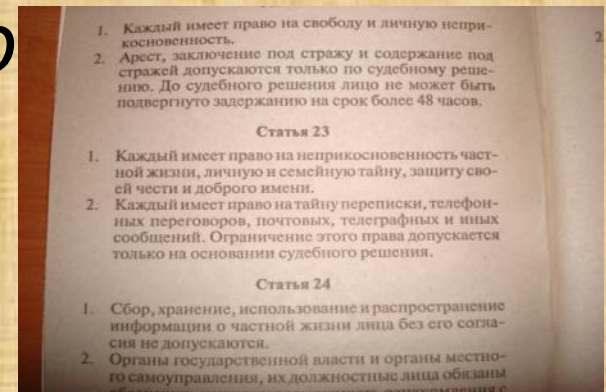 о
1. Каждый имеет право на свободу и личную непри-
косновенность.
2. Арест, заключение под стражу и содержание под
стражей допускаются только по судебному реше-
нию. До судебного решения лицо не может быть
подвергнуто задержанию на срок более 48 часов.
Статья 23
1. Каждый имеет право на неприкосновенность част-
ной жизни, личную и семейную тайну, защиту сво-
ей чести и доброго имени.
2. Каждый имеет право на тайну переписки, телефон-
ных переговоров, почтовых, телеграфных и иных
сообщений. Ограничение этого права допускается
только на основании судебного решения.
Статья 24
1. Сбор, хранение, использование и распространение
информации о частной жизни лица без его согла-
сия не допускаются.
2. Органы государственной власти и органы местно-
го самоуправления, их должностные лица обязаны
2